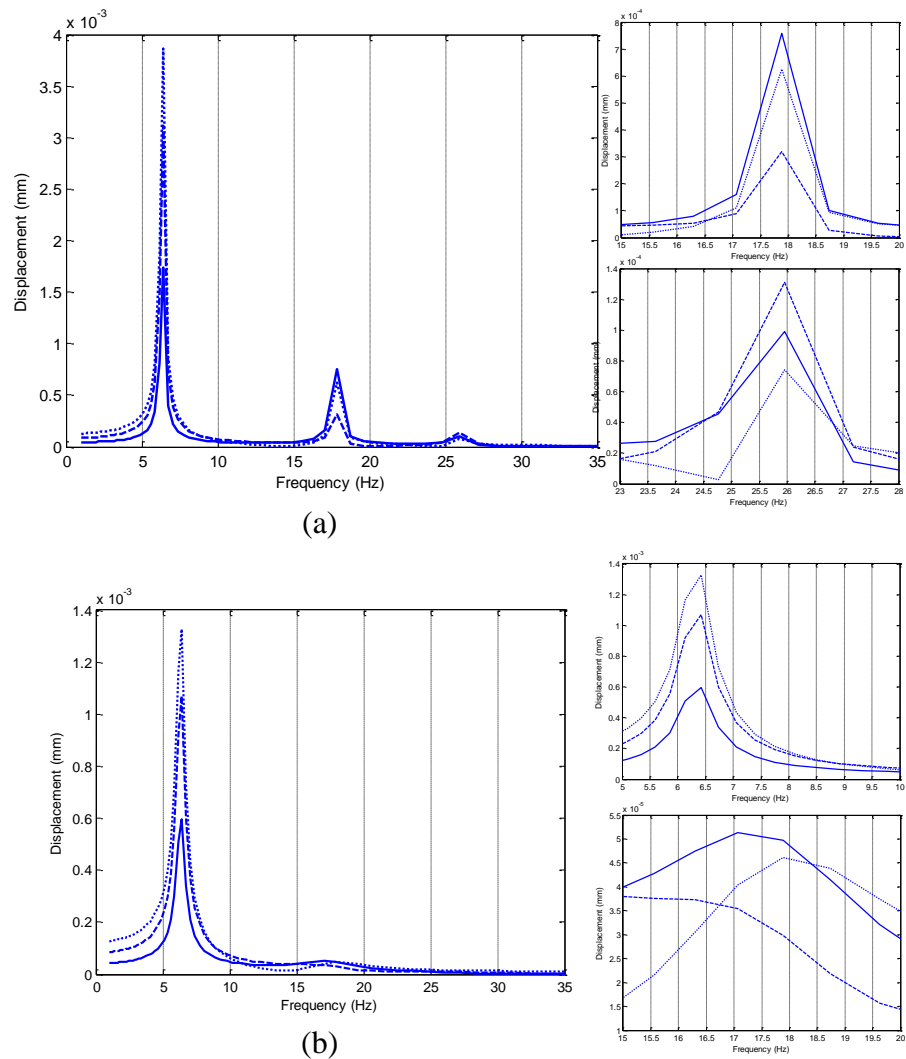 x 10⁻³
4
3.5
3
2.5
2
1.5
1
0.5
0
Displacement (mm)
0 5 10 15 20 25 30 35
Frequency (Hz)
x 10⁻⁴
8
7
6
5
4
3
2
1
0
Displacement (mm)
15 15.5 16 16.5 17 17.5 18 18.5 19 19.5 20
Frequency (Hz)
x 10⁻⁴
1.4
1.2
1
0.8
0.6
0.4
0.2
0
Displacement (mm)
23 23.5 24 24.5 25 25.5 26 26.5 27 27.5 28
Frequency (Hz)
(a)
x 10⁻³
1.4
1.2
1
0.8
0.6
0.4
0.2
0
Displacement (mm)
0 5 10 15 20 25 30 35
Frequency (Hz)
x 10⁻³
1.4
1.2
1
0.8
0.6
0.4
0.2
0
Displacement (mm)
5 5.5 6 6.5 7 7.5 8 8.5 9 9.5 10
Frequency (Hz)
x 10⁻⁵
5.5
5
4.5
4
3.5
3
2.5
2
1.5
1
Displacement (mm)
15 15.5 16 16.5 17 17.5 18 18.5 19 19.5 20
Frequency (Hz)
(b)